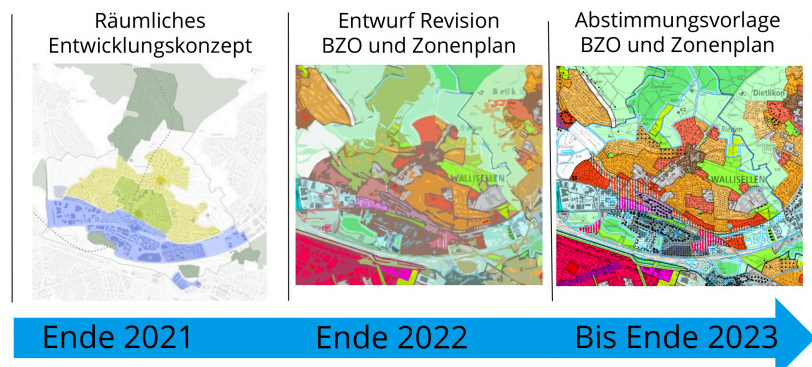 Räumliches
Entwicklungskonzept
Entwurf Revision
BZO und Zonenplan
Abstimmungsvorlage
BZO und Zonenplan
WALLISELLEN
Dietlikon
Rieden
WALLISELLEN
Ende 2021
Ende 2022
Bis Ende 2023